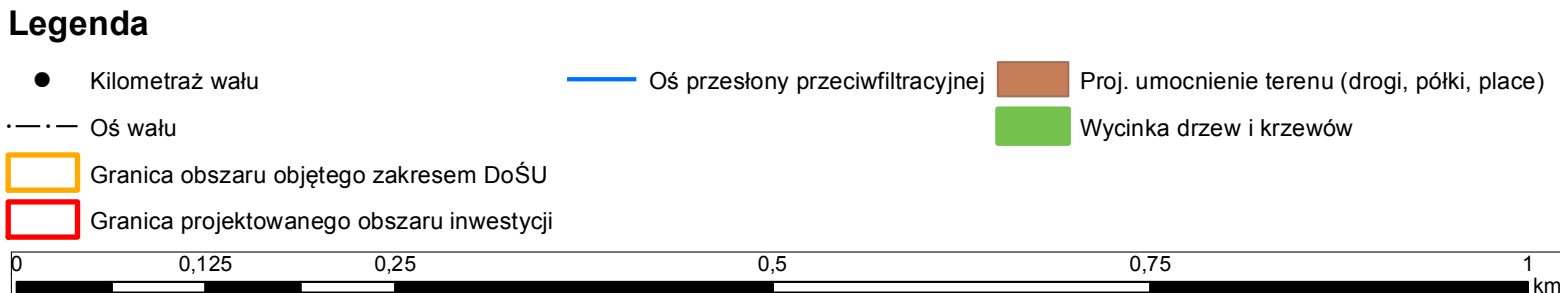 Legenda
Kilometraż wału
Oś przesłony przeciwfiltracyjnej
Proj. umocnienie terenu (drogi, półki, place)
Oś wału
Wycinka drzew i krzewów
Granica obszaru objętego zakresem DoŚU
Granica projektowanego obszaru inwestycji
0 0,125 0,25 0,5 0,75 1
km